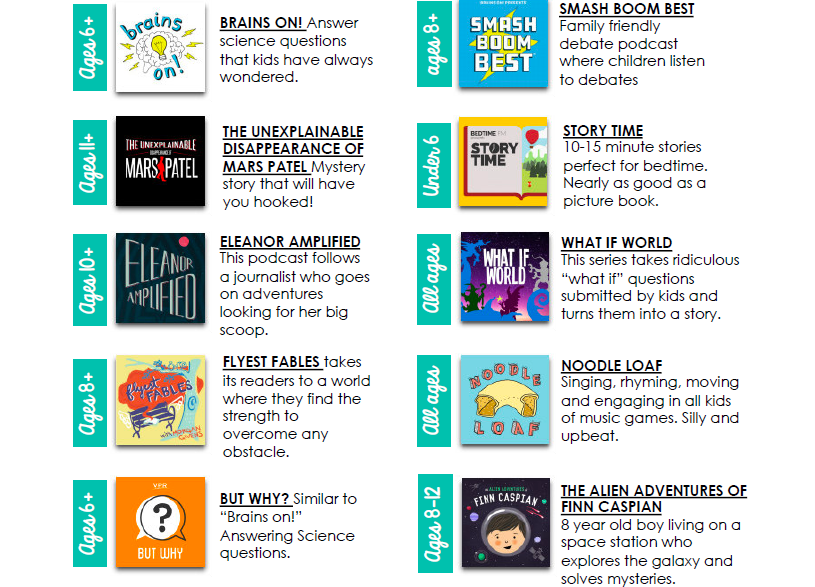 Ages 6+
brains
on!
BRAINS ON! Answer
science questions
that kids have always
wondered.
Ages 11+
THE UNEXPLAINABLE
DISAPPEARANCE OF
MARS PATEL
THE UNEXPLAINABLE
DISAPPEARANCE OF
MARS PATEL Mystery
story that will have
you hooked!
Ages 10+
ELEANOR
AMPLIFIED
ELEANOR AMPLIFIED
This podcast follows
a journalist who goes
on adventures
looking for her big
scoop.
Ages 8+
flyest
FABLES
with MORGAN
GIVENS
FLYEST FABLES takes
its readers to a world
where they find the
strength to
overcome any
obstacle.
Ages 6+
VPR
?
BUT WHY
BUT WHY? Similar to
“Brains on!”
Answering Science
questions.
ages 8+
BRAINS ON PRESENTS
SMASH
BOOM
BEST
SMASH BOOM BEST
Family friendly
debate podcast
where children listen
to debates
Under 6
BEDTIME FM
STORY
TIME
STORY TIME
10-15 minute stories
perfect for bedtime.
Nearly as good as a
picture book.
All ages
WHAT IF
WORLD
WHAT IF WORLD
This series takes ridiculous
“what if” questions
submitted by kids and
turns them into a story.
All ages
NOODLE
LOAF
NOODLE LOAF
Singing, rhyming, moving
and engaging in all kids
of music games. Silly and
upbeat.
Ages 8-12
THE ALIEN ADVENTURES OF
FINN CASPIAN
THE ALIEN ADVENTURES OF
FINN CASPIAN
8 year old boy living on a
space station who
explores the galaxy and
solves mysteries.